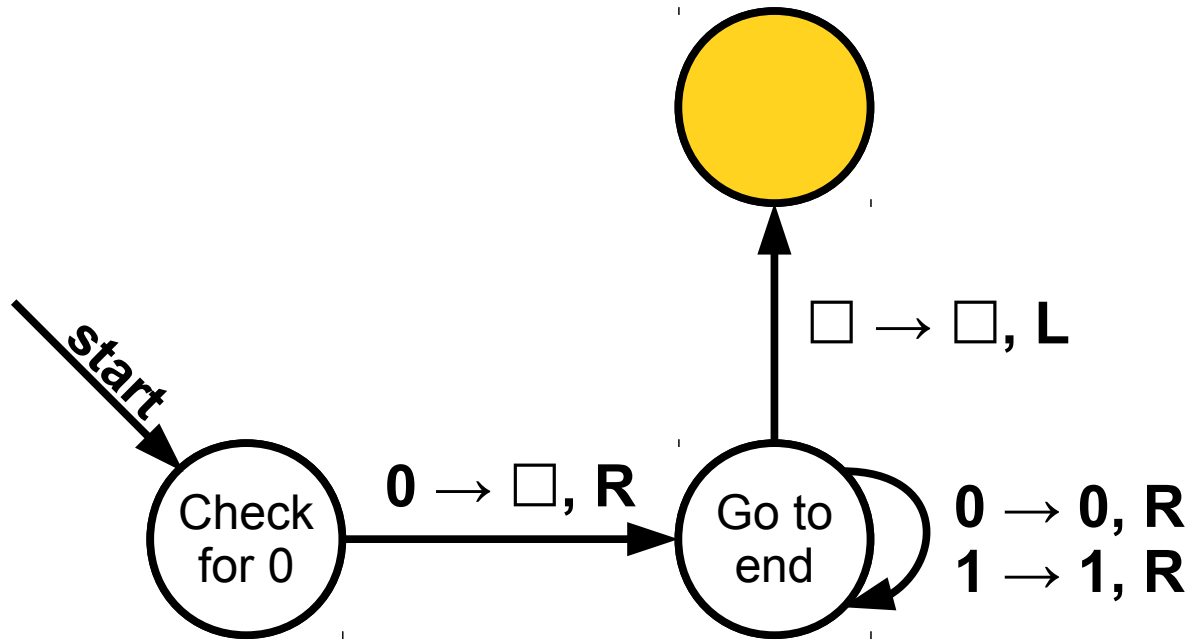 □ → □, L
start
0 → □, R
Check
for 0
Go to
end
0 → 0, R
1 → 1, R